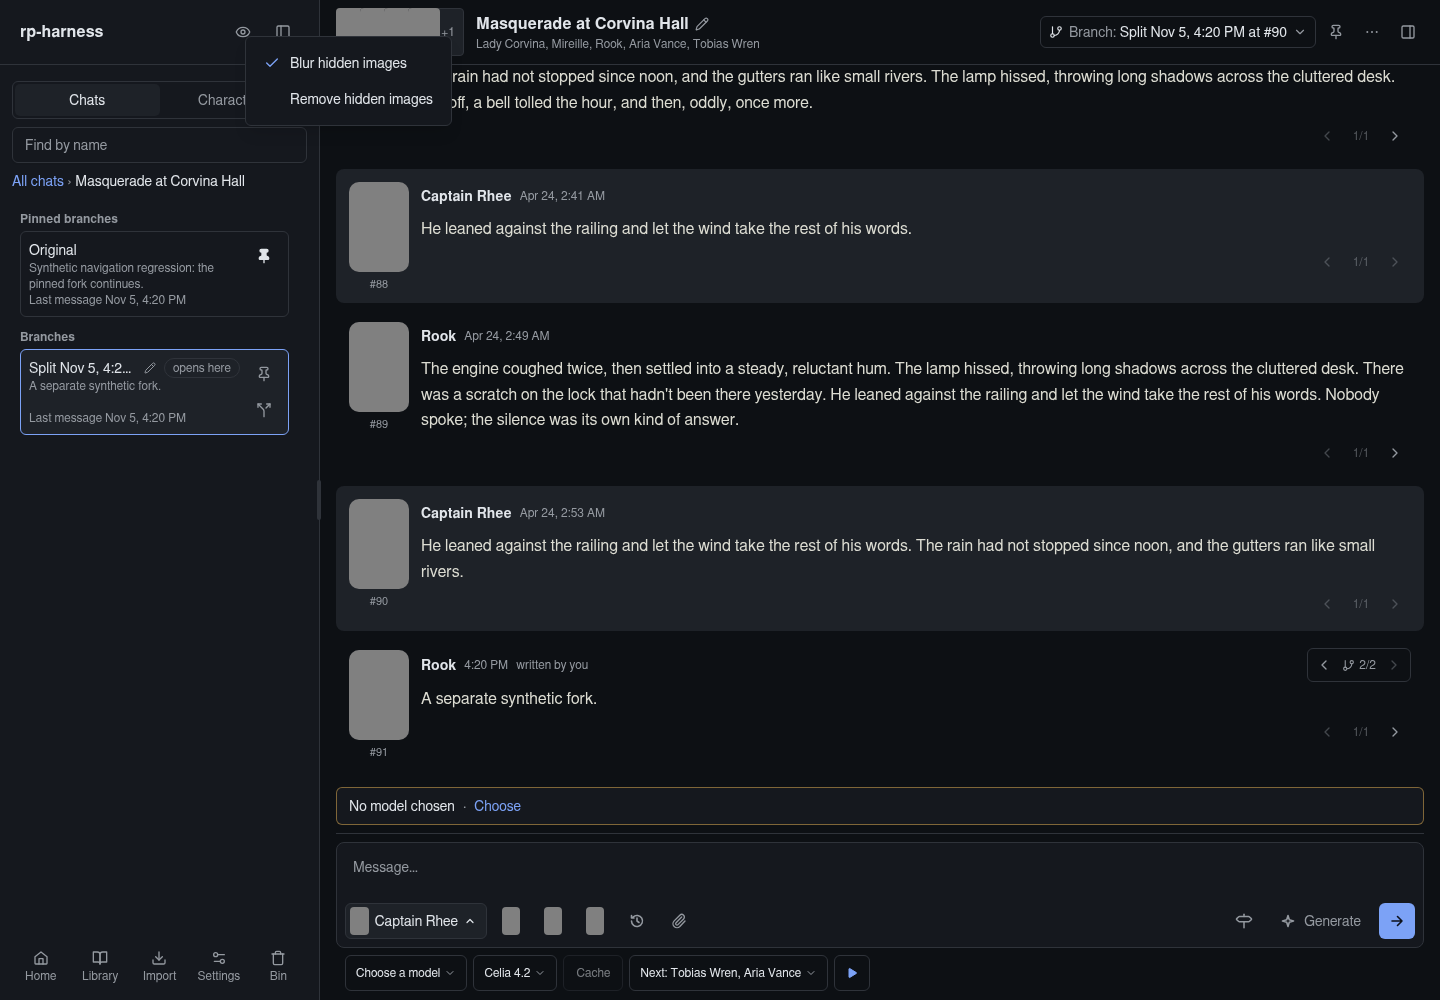 rp-harness
Blur hidden images
Remove hidden images
Chats
Charact
Find by name
All chats › Masquerade at Corvina Hall
Pinned branches
Original
Synthetic navigation regression: the
pinned fork continues.
Last message Nov 5, 4:20 PM
Branches
Split Nov 5, 4:2...
opens here
A separate synthetic fork.
Last message Nov 5, 4:20 PM
Home
Library
Import
Settings
Bin
+1
Masquerade at Corvina Hall
Lady Corvina, Mireille, Rook, Aria Vance, Tobias Wren
Branch: Split Nov 5, 4:20 PM at #90
rain had not stopped since noon, and the gutters ran like small rivers. The lamp hissed, throwing long shadows across the cluttered desk.
off, a bell tolled the hour, and then, oddly, once more.
1/1
Captain Rhee Apr 24, 2:41 AM
He leaned against the railing and let the wind take the rest of his words.
1/1
#88
Rook Apr 24, 2:49 AM
The engine coughed twice, then settled into a steady, reluctant hum. The lamp hissed, throwing long shadows across the cluttered desk. There
was a scratch on the lock that hadn't been there yesterday. He leaned against the railing and let the wind take the rest of his words. Nobody
spoke; the silence was its own kind of answer.
#89
1/1
Captain Rhee Apr 24, 2:53 AM
He leaned against the railing and let the wind take the rest of his words. The rain had not stopped since noon, and the gutters ran like small
rivers.
#90
1/1
Rook 4:20 PM written by you
2/2
A separate synthetic fork.
1/1
#91
No model chosen · Choose
Message...
Captain Rhee
Generate
Choose a model
Celia 4.2
Cache
Next: Tobias Wren, Aria Vance